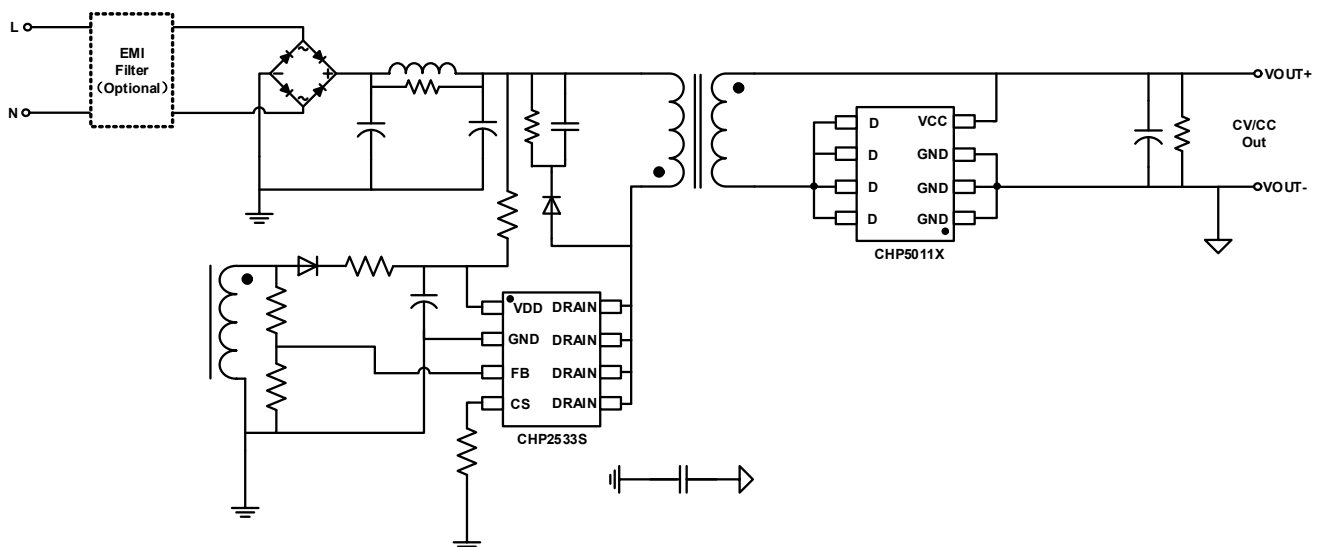 L
N
EMI
Filter
（Optional）
~
~
−
+
D
D
D
D
VCC
GND
GND
GND
CHP5011X
VOUT+
CV/CC
Out
VOUT-
VDD
GND
FB
CS
DRAIN
DRAIN
DRAIN
DRAIN
CHP2533S